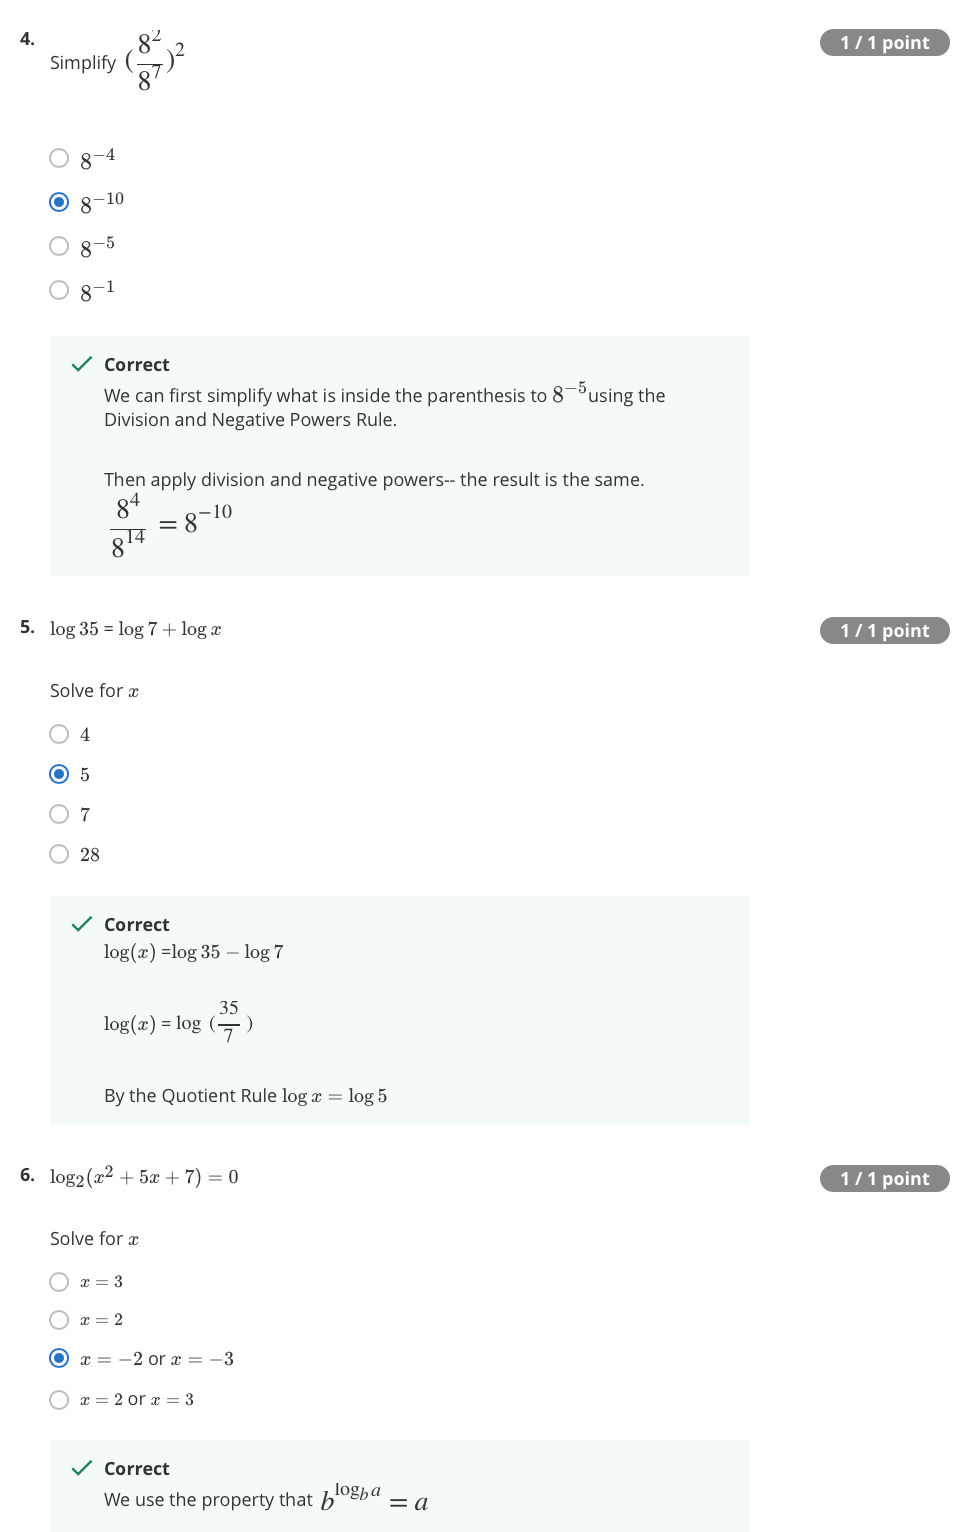 4.
Simplify (8^2/8^7)^2
1 / 1 point
8^−4
8^−10
8^−5
8^−1
Correct
We can first simplify what is inside the parenthesis to 8^−5 using the
Division and Negative Powers Rule.
Then apply division and negative powers-- the result is the same.
8^4/8^14 = 8^−10
5. log 35 = log 7 + log x
1 / 1 point
Solve for x
4
5
7
28
Correct
log(x) =log 35 − log 7
log(x) = log (35/7)
By the Quotient Rule log x = log 5
6. log_2(x^2 + 5x + 7) = 0
1 / 1 point
Solve for x
x = 3
x = 2
x = −2 or x = −3
x = 2 or x = 3
Correct
We use the property that b^{log_b a} = a